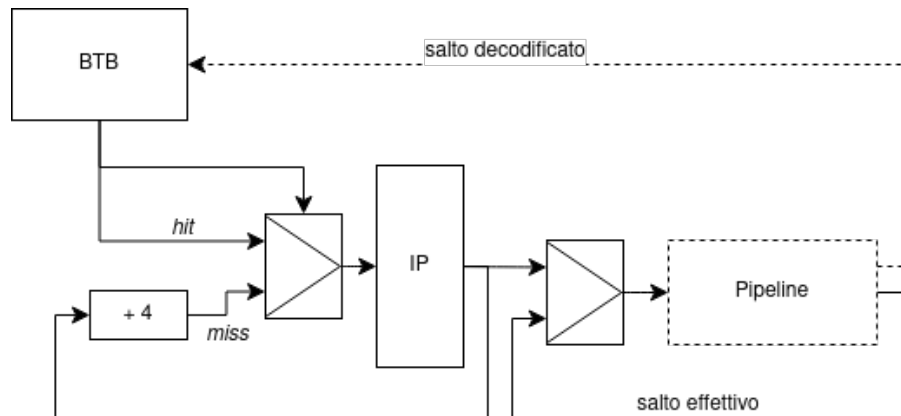 salto decodificato
BTB
hit
IP
Pipeline
+ 4
miss
salto effettivo